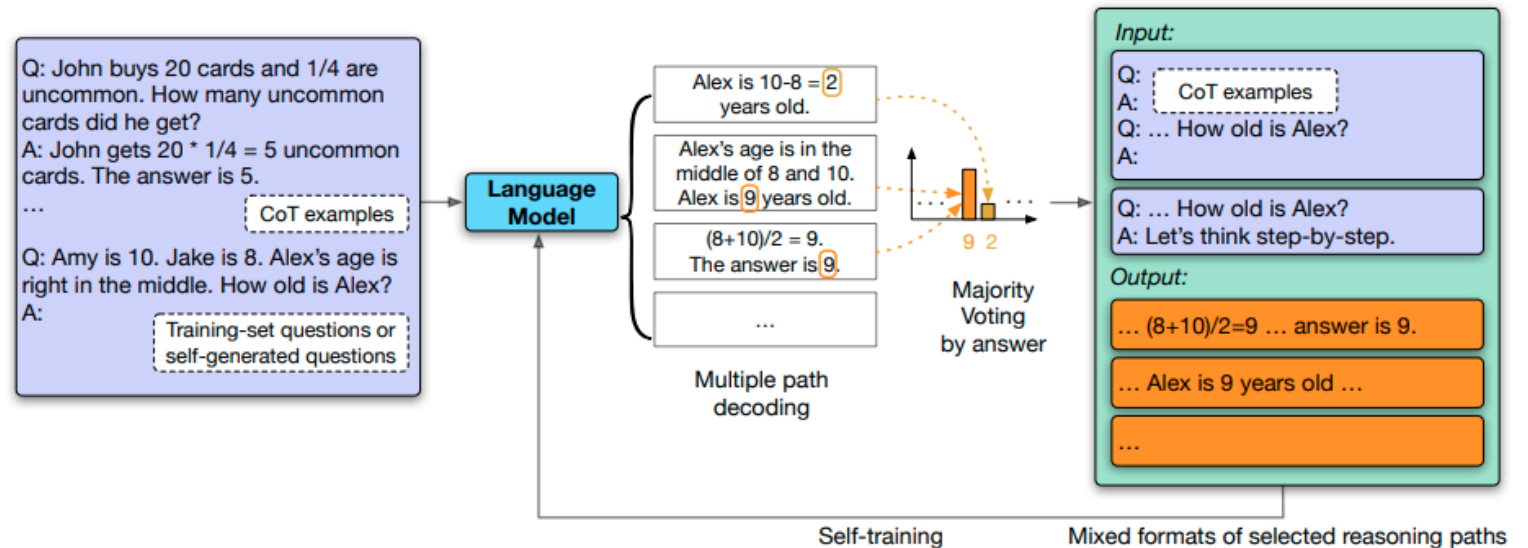 Q: John buys 20 cards and 1/4 are
uncommon. How many uncommon
cards did he get?
A: John gets 20 * 1/4 = 5 uncommon
cards. The answer is 5.
...
CoT examples
Q: Amy is 10. Jake is 8. Alex’s age is
right in the middle. How old is Alex?
A:
Training-set questions or
self-generated questions
Language
Model
Alex is 10-8 = 2
years old.
Alex’s age is in the
middle of 8 and 10.
Alex is 9 years old.
(8+10)/2 = 9.
The answer is 9.
...
Multiple path
decoding
... ...
9 2
Majority
Voting
by answer
Input:
Q:
A:
CoT examples
Q: ... How old is Alex?
A:
Q: ... How old is Alex?
A: Let’s think step-by-step.
Output:
... (8+10)/2=9 ... answer is 9.
... Alex is 9 years old ...
...
Self-training
Mixed formats of selected reasoning paths